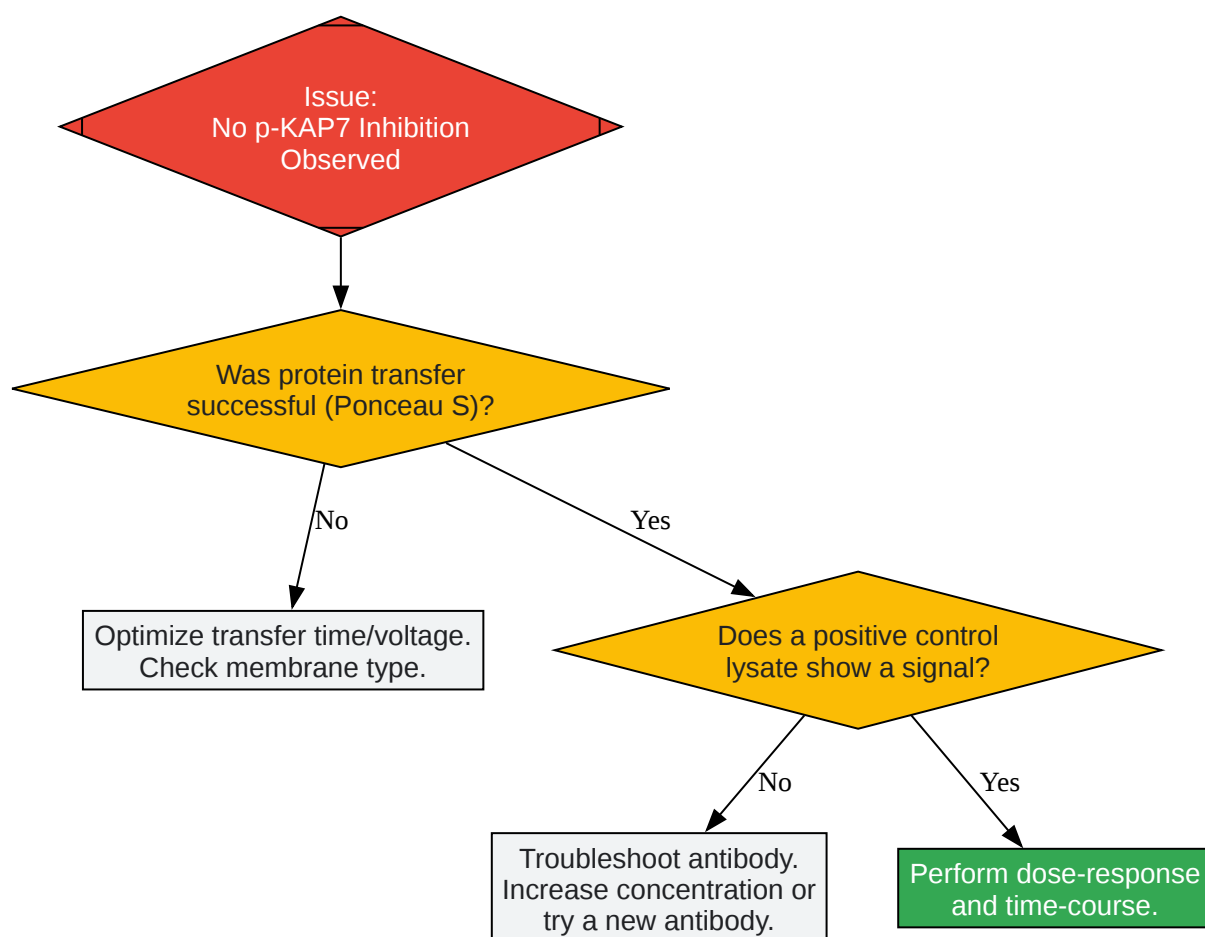 Issue:
No p-KAP7 Inhibition
Observed
Was protein transfer
successful (Ponceau S)?
No
Yes
Optimize transfer time/voltage.
Check membrane type.
Does a positive control
lysate show a signal?
No
Yes
Troubleshoot antibody.
Increase concentration or
try a new antibody.
Perform dose-response
and time-course.